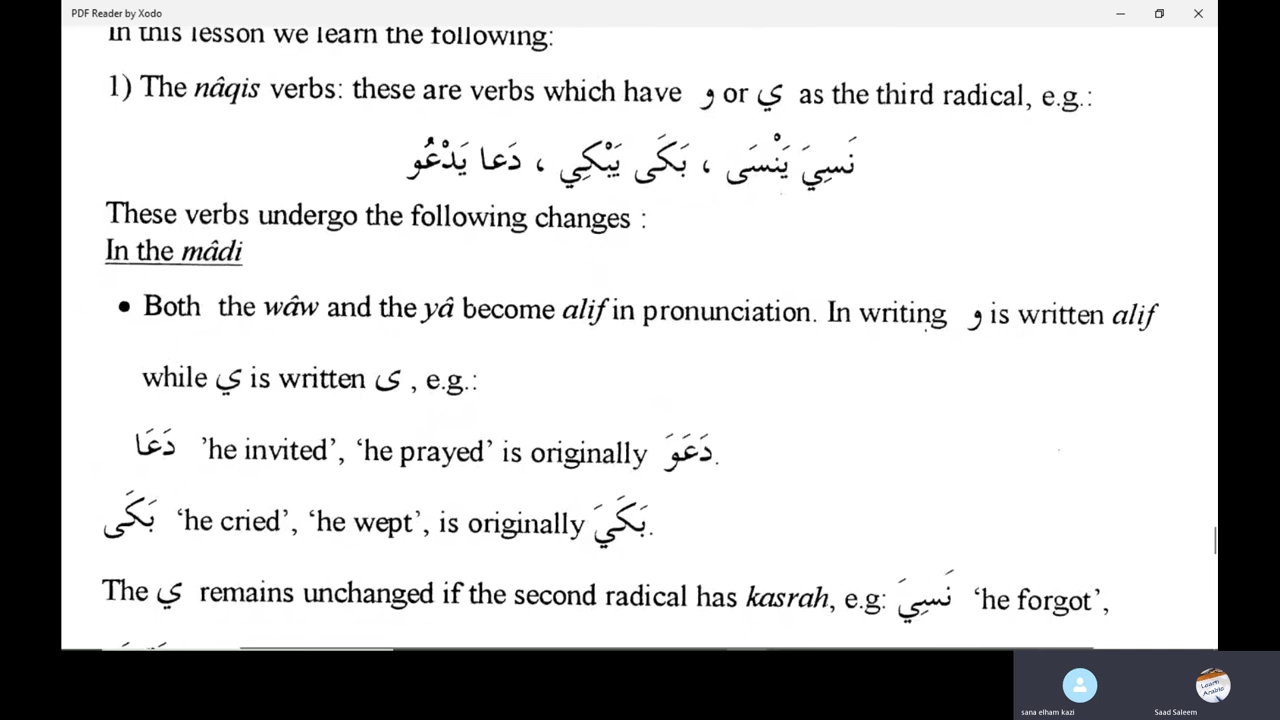 PDF Reader by Xodo
In this lesson we learn the following:
1) The nâqis verbs: these are verbs which have و or ي as the third radical, e.g.:
نَسِيَ يَنْسَى ، بَكَى يَبْكِي ، دَعا يَدْعُو
These verbs undergo the following changes :
In the mâdi
• Both the wâw and the yâ become alif in pronunciation. In writing و is written alif
while ي is written ى , e.g.:
دَعَا 'he invited', 'he prayed' is originally دَعَوَ.
بَكَى 'he cried', 'he wept', is originally بَكَيَ.
The ي remains unchanged if the second radical has kasrah, e.g: نَسِيَ 'he forgot',
sana elham kazi
Learn
Arabic
Saad Saleem